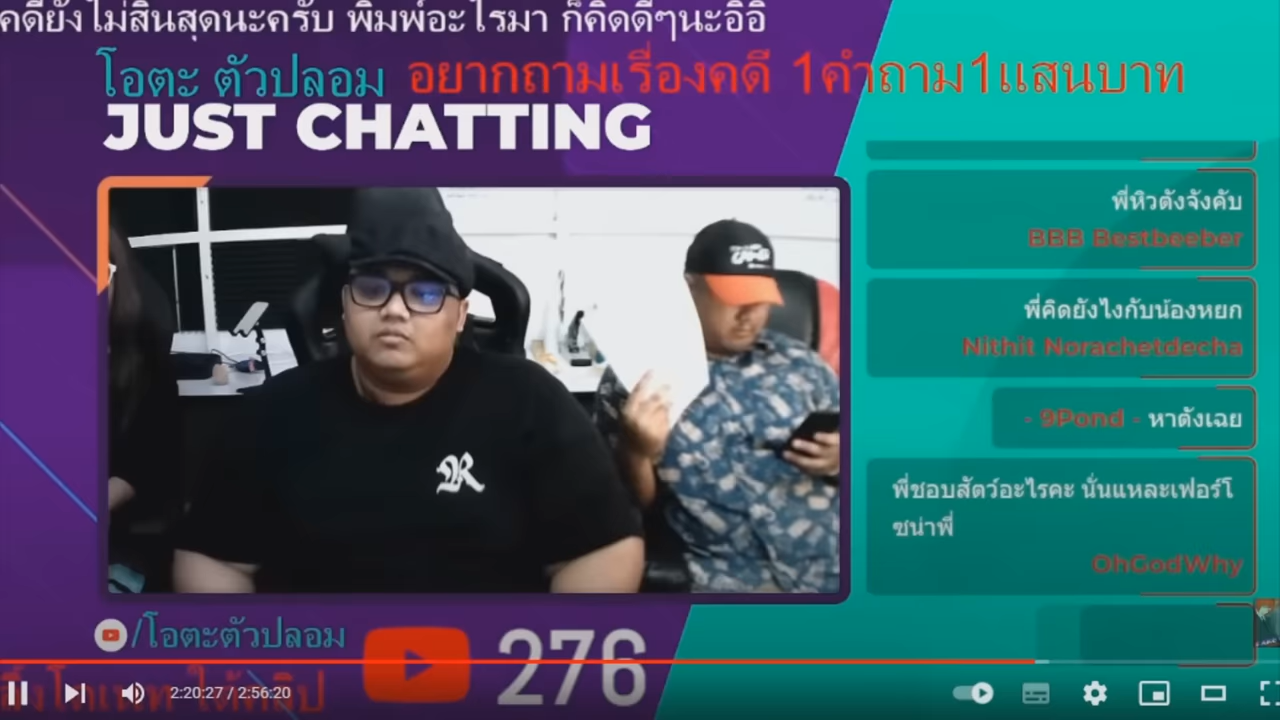 คดียังไม่สิ้นสุดนะครับ พิมพ์อะไรมา ก็คิดดีๆนะอิอิ
โอตะ ตัวปลอม อยากถามเรื่องคดี 1คำถาม1แสนบาท
JUST CHATTING
พี่หิวตังจังคับ
BBB Bestbeeber
พี่คิดยังไงกับน้องหยก
Nithit Norachetdecha
- 9Pond - หาตังเฉย
พี่ชอบสัตว์อะไรคะ นั่นแหละเฟอร์โ
ซน่าพี่
OhGodWhy
/โอตะตัวปลอม
276
2:20:27 / 2:56:20